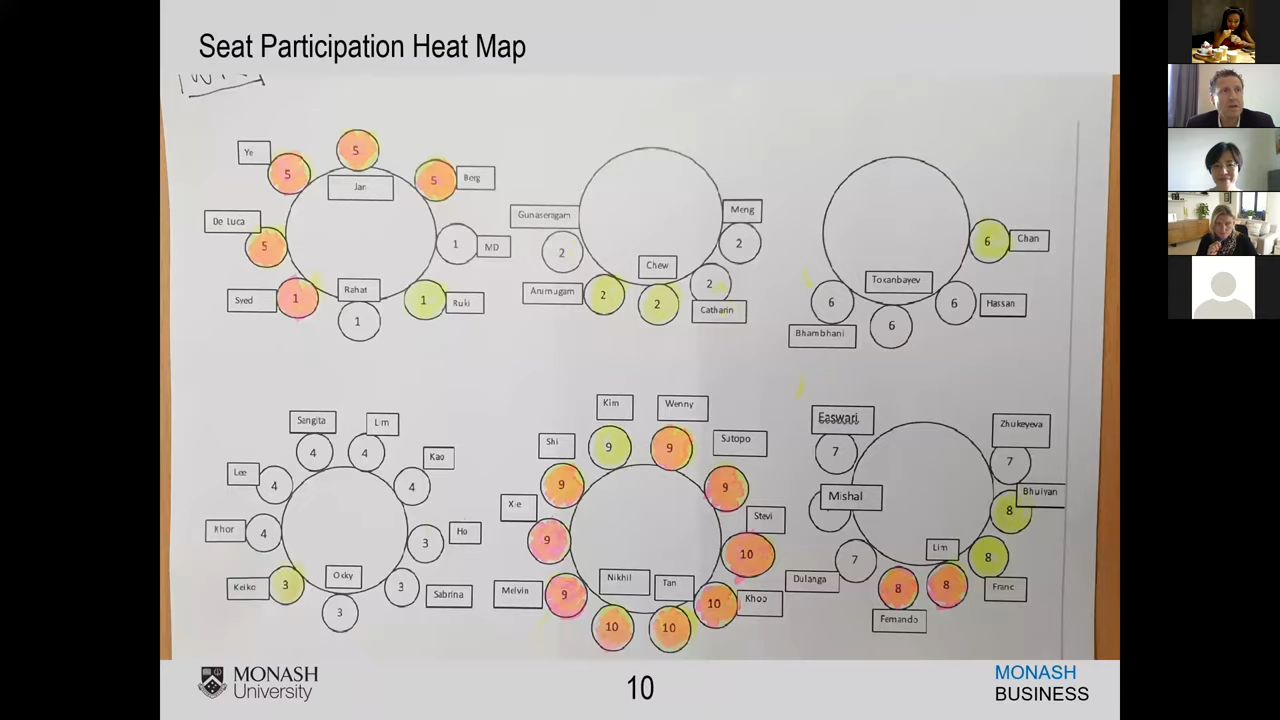 Seat Participation Heat Map
Ye
5
5
Jan
5
Berg
De Luca
5
1
MD
Syed
1
Rahat
1
1
Ruki
Gunaseragam
2
Meng
2
Arumugam
2
Chew
2
2
Catharin
6
Chan
Toxanbayev
6
Bhambhani
6
6
Hassan
Sangita
4
Lim
4
Kao
4
Lee
4
Khor
4
Ho
3
Keiko
3
Ocky
3
3
Sabrina
Kim
9
Wenny
9
Sutopo
9
Shi
9
Xie
9
Stevi
10
Melvin
9
Nikhil
10
Tan
10
10
Khoo
Easwari
7
Zhukeyeva
7
Mishal
Bhuiyan
8
7
Dulanga
Lim
8
8
Fernando
8
Franc
MONASH
University
10
MONASH
BUSINESS